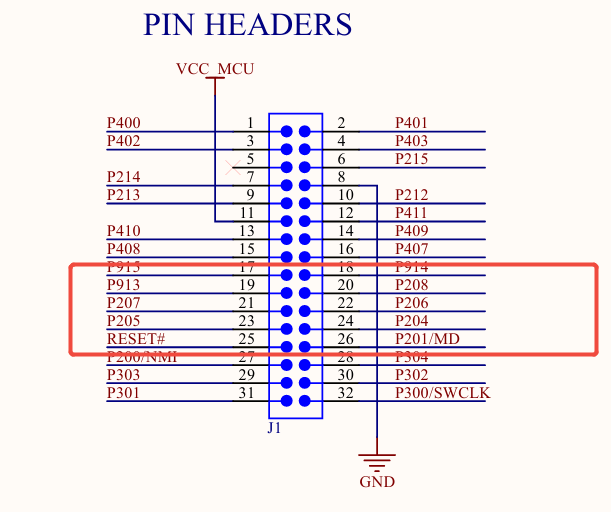 PIN HEADERS
VCC_MCU
P400 1 2 P401
P402 3 4 P403
5 6 P215
P214 7 8
P213 9 10 P212
11 12 P411
P410 13 14 P409
P408 15 16 P407
P915 17 18 P914
P913 19 20 P208
P207 21 22 P206
P205 23 24 P204
RESET# 25 26 P201/MD
P200/NMI 27 28 P304
P303 29 30 P302
P301 31 32 P300/SWCLK
J1
GND